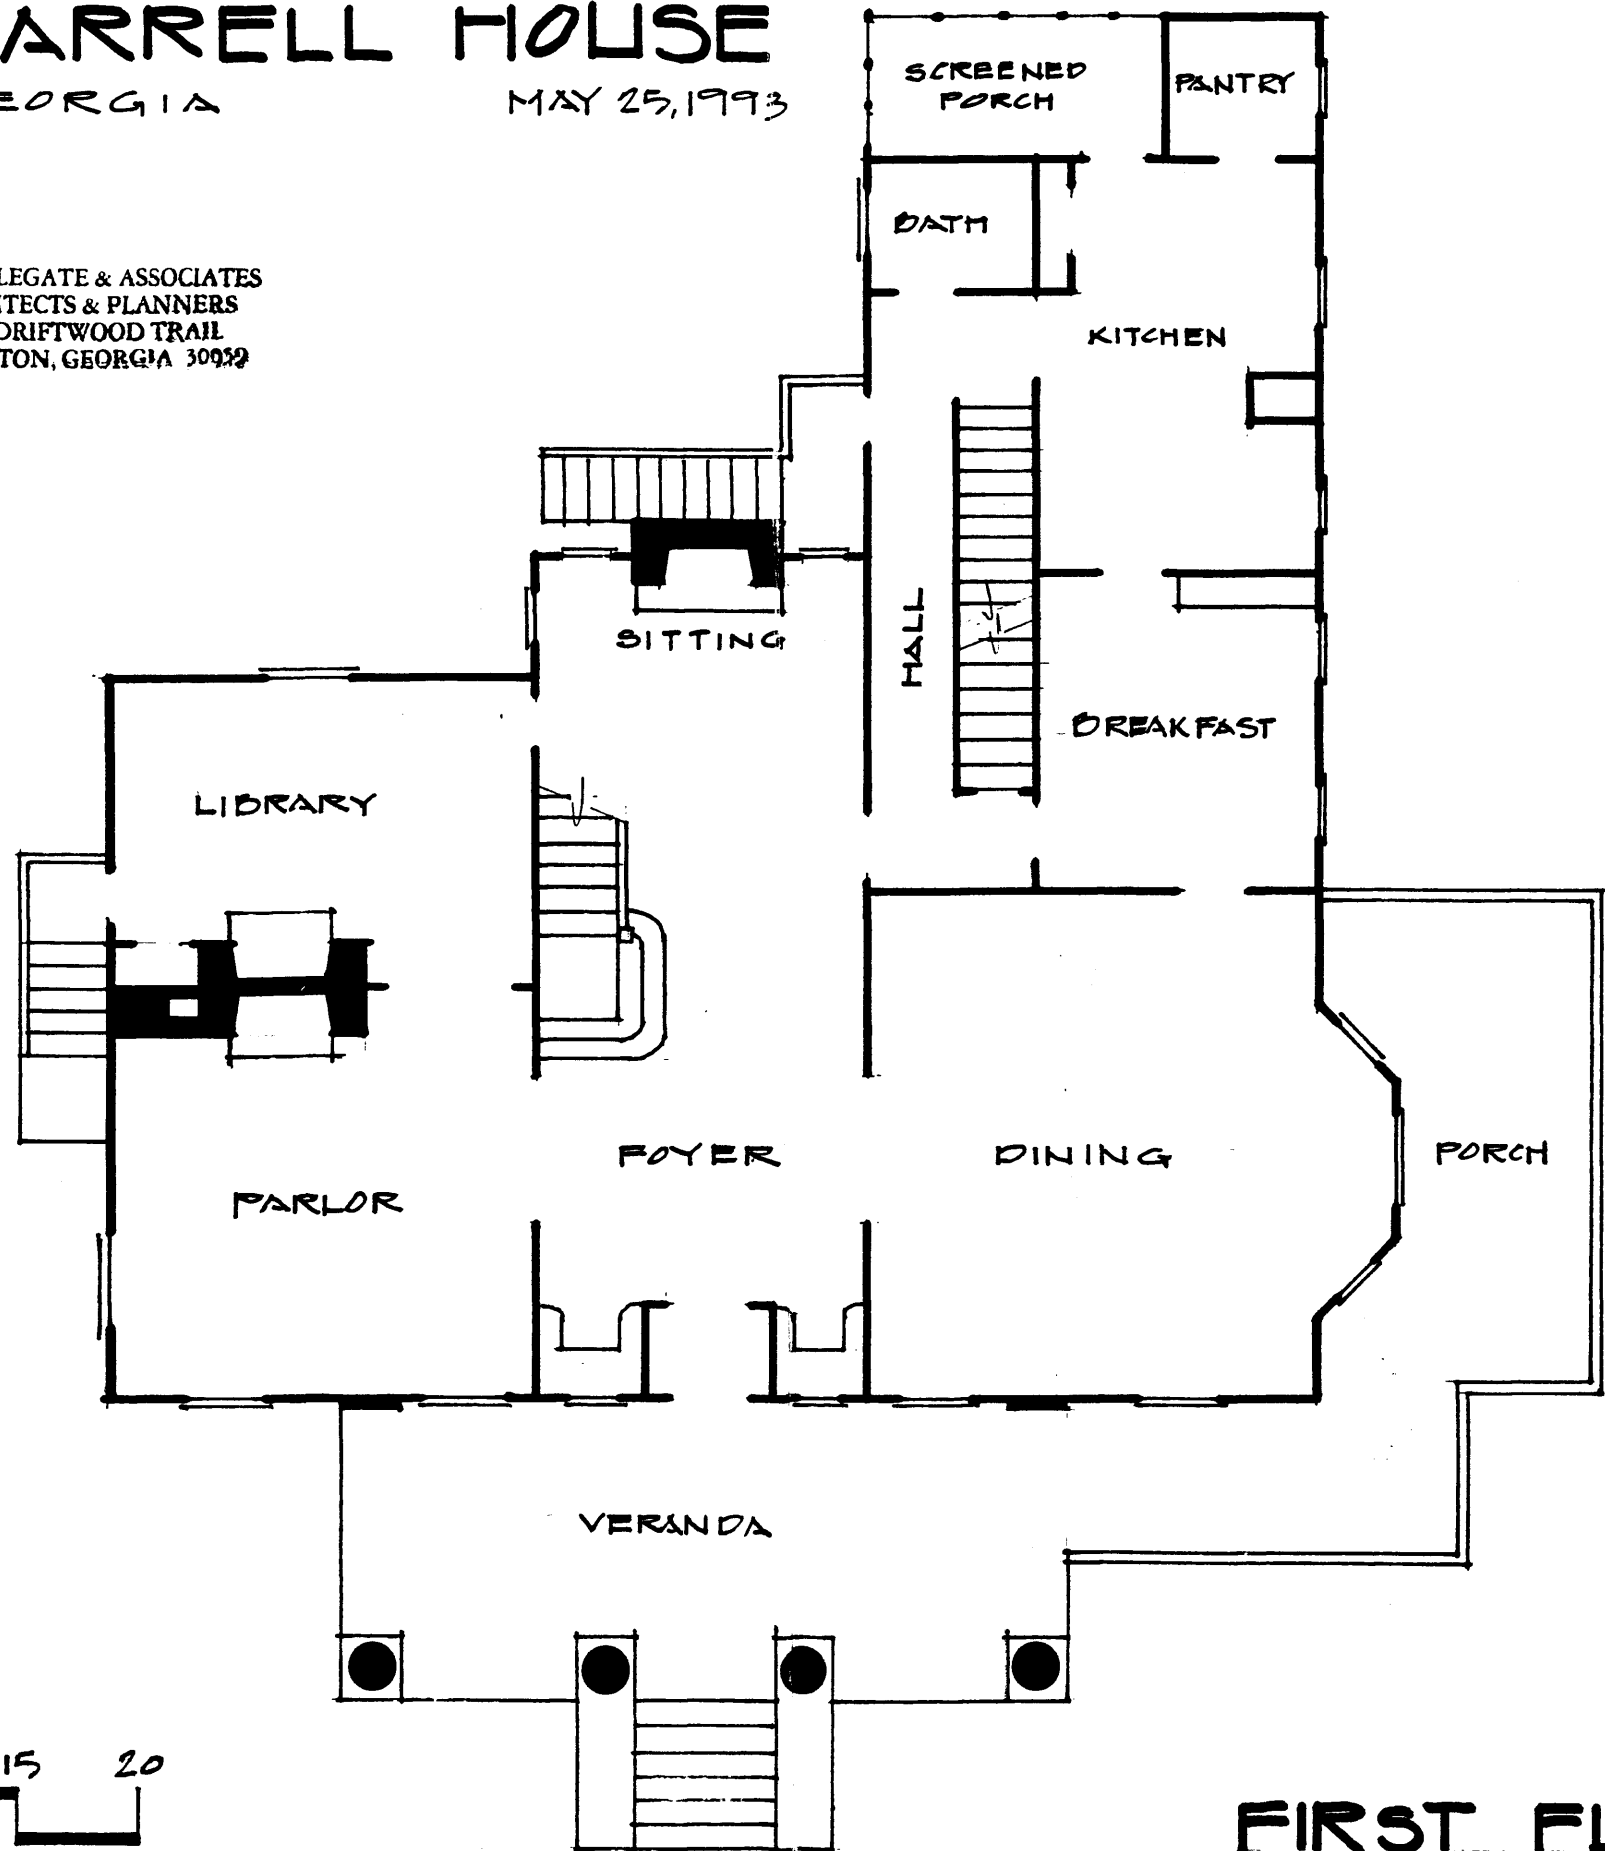 ARRELL HOUSE
EORGIA MAY 25, 1993
LEGATE & ASSOCIATES
ITECTS & PLANNERS
DRIFTWOOD TRAIL
TON, GEORGIA 30059
SCREENED
PORCH
PANTRY
BATH
KITCHEN
HALL
SITTING
BREAKFAST
LIBRARY
FOYER
DINING
PORCH
PARLOR
VERANDA
15 20
FIRST FL